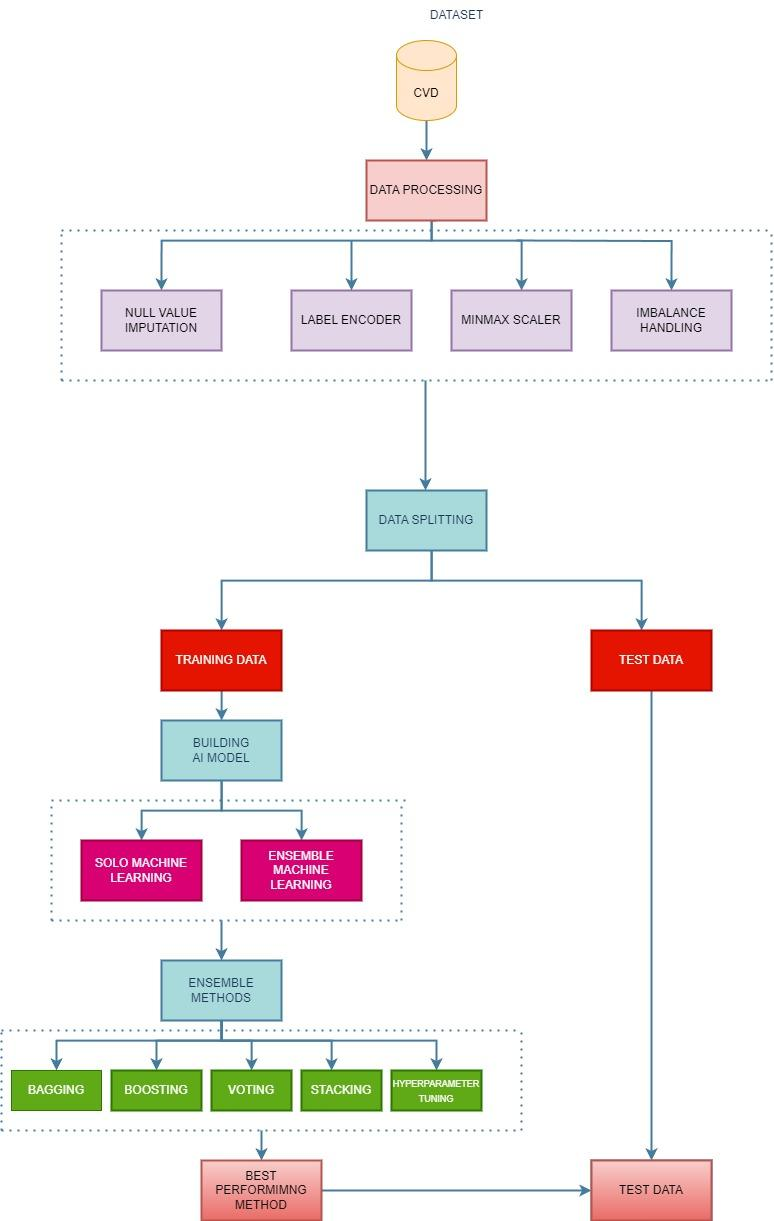 DATASET
CVD
DATA PROCESSING
NULL VALUE
IMPUTATION
LABEL ENCODER
MINMAX SCALER
IMBALANCE
HANDLING
DATA SPLITTING
TRAINING DATA
TEST DATA
BUILDING
AI MODEL
SOLO MACHINE
LEARNING
ENSEMBLE
MACHINE
LEARNING
ENSEMBLE
METHODS
BAGGING
BOOSTING
VOTING
STACKING
HYPERPARAMETER
TUNING
BEST
PERFORMIMNG
METHOD
TEST DATA